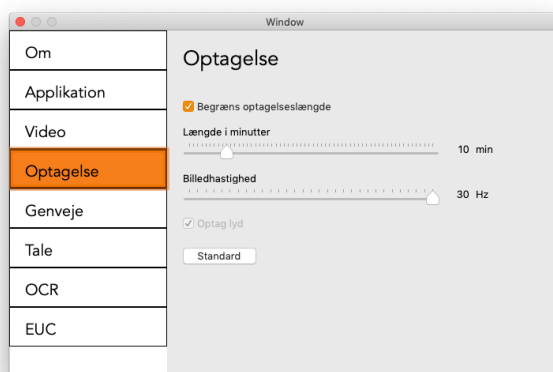 Window
Om
Applikation
Video
Optagelse
Genveje
Tale
OCR
EUC
Optagelse
Begræns optagelseslængde
Længde i minutter
10 min
Billedhastighed
30 Hz
Optag lyd
Standard